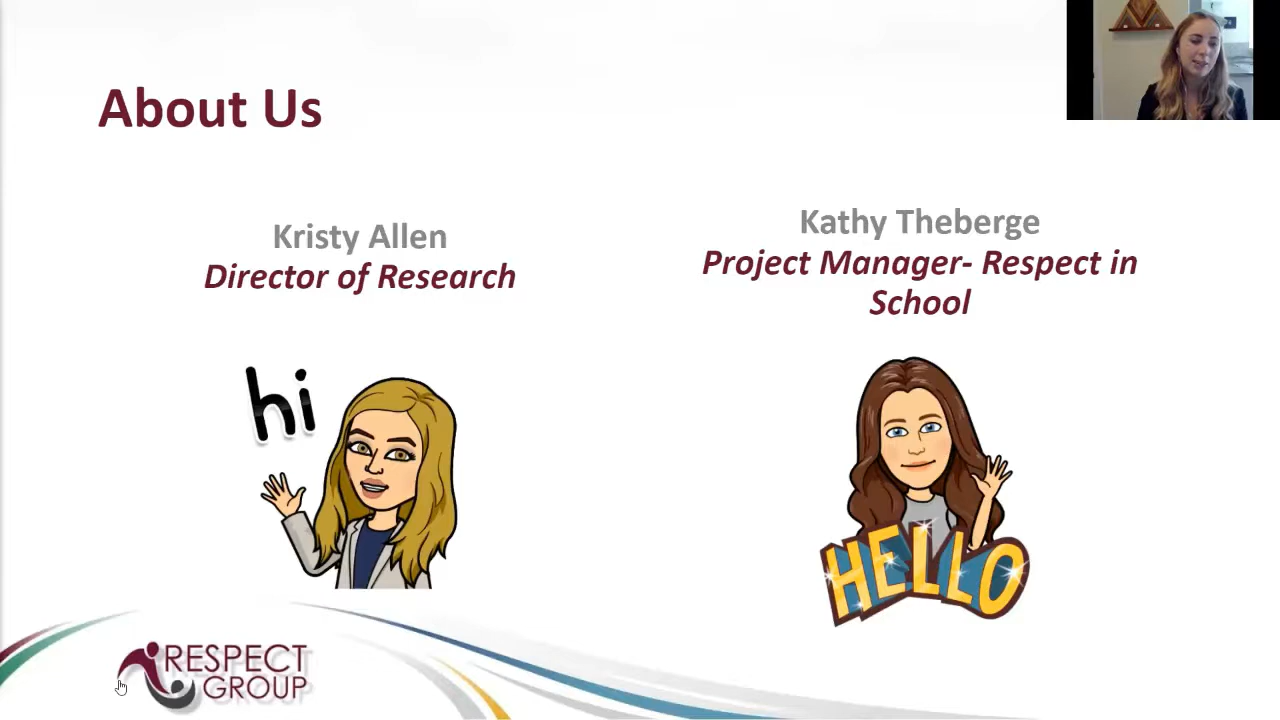 About Us
Kristy Allen
Director of Research
Kathy Theberge
Project Manager- Respect in
School
hi
HELLO
RESPECT
GROUP